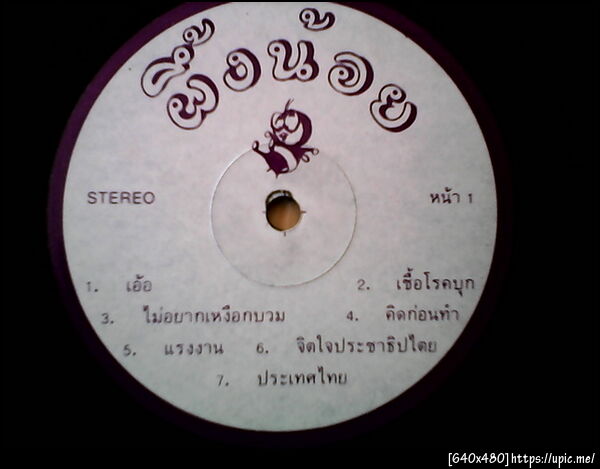 ผึ้งน้อย
STEREO หน้า 1
1. เอ้อ 2. เชื้อโรคบุก
3. ไม่อยากเหงือกบวม 4. คิดก่อนทำ
5. แรงงาน 6. จิตใจประชาธิปไตย
7. ประเทศไทย
[640x480]https://upic.me/